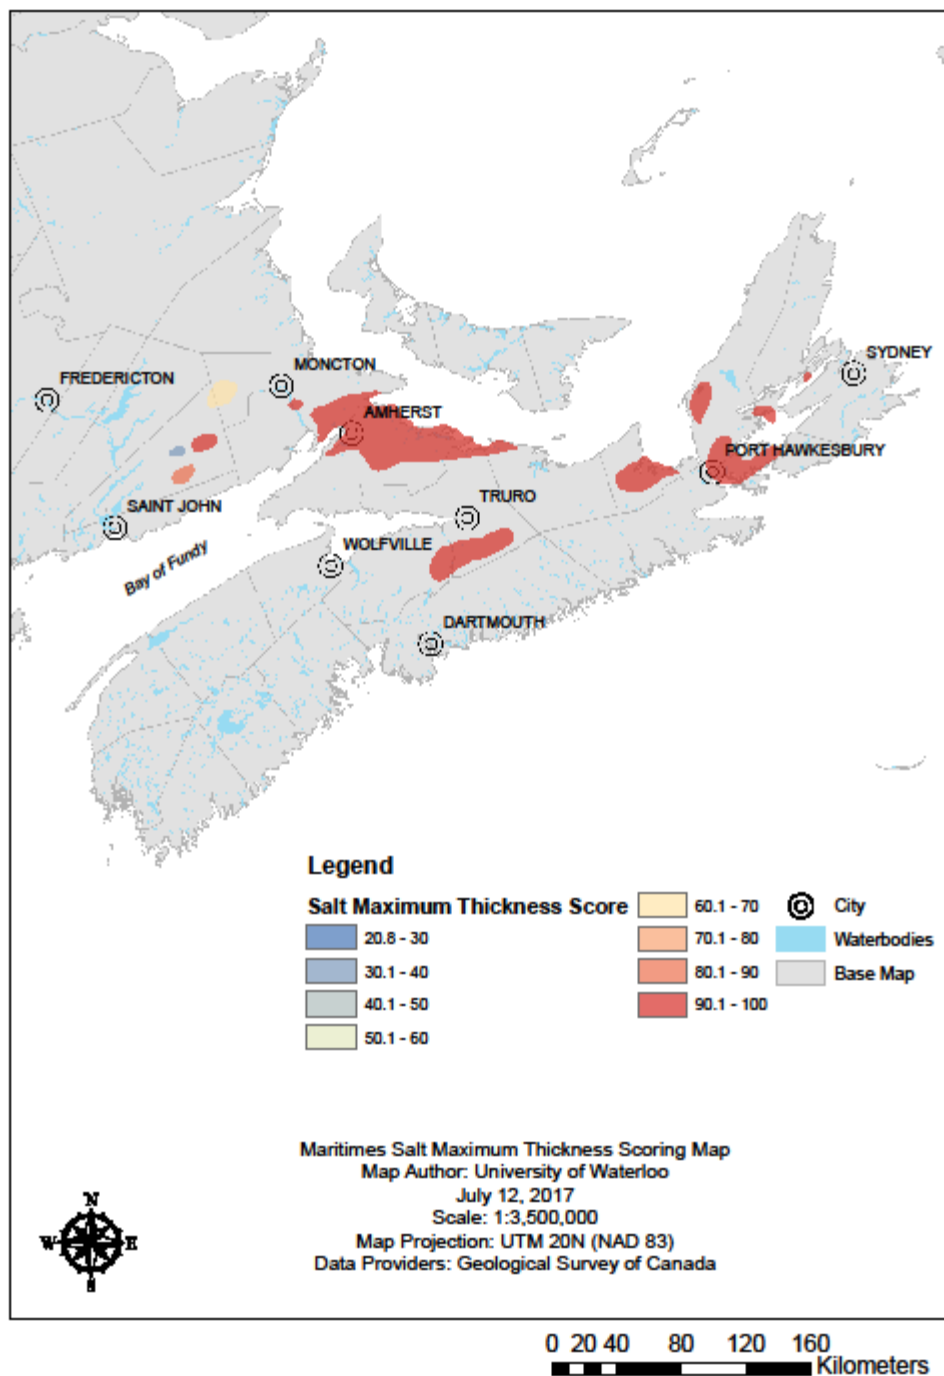 SYDNEY
MONCTON
FREDERICTON
AMHERST
PORT HAWKESBURY
TRURO
SAINT JOHN
WOLFVILLE
Bay of Fundy
DARTMOUTH
Legend
Salt Maximum Thickness Score
20.8 - 30
30.1 - 40
40.1 - 50
50.1 - 60
60.1 - 70
70.1 - 80
80.1 - 90
90.1 - 100
City
Waterbodies
Base Map
Maritimes Salt Maximum Thickness Scoring Map
Map Author: University of Waterloo
July 12, 2017
Scale: 1:3,500,000
Map Projection: UTM 20N (NAD 83)
Data Providers: Geological Survey of Canada
N
W E
S
0 20 40 80 120 160
Kilometers